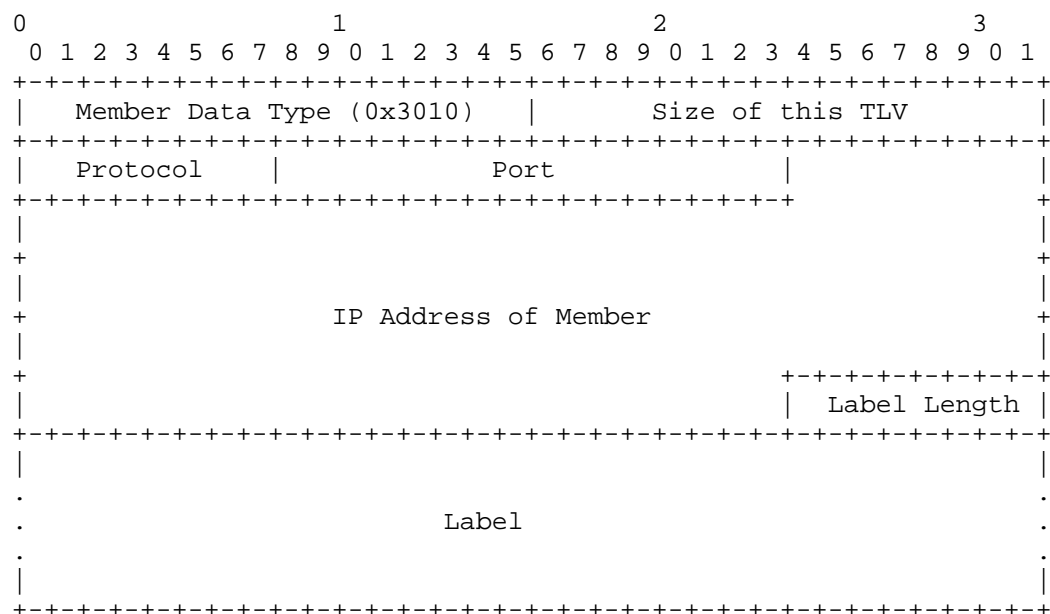 0                   1                   2                   3
 0 1 2 3 4 5 6 7 8 9 0 1 2 3 4 5 6 7 8 9 0 1 2 3 4 5 6 7 8 9 0 1
+-+-+-+-+-+-+-+-+-+-+-+-+-+-+-+-+-+-+-+-+-+-+-+-+-+-+-+-+-+-+-+-+
|   Member Data Type (0x3010)   |       Size of this TLV        |
+-+-+-+-+-+-+-+-+-+-+-+-+-+-+-+-+-+-+-+-+-+-+-+-+-+-+-+-+-+-+-+-+
|   Protocol    |             Port              |               |
+-+-+-+-+-+-+-+-+-+-+-+-+-+-+-+-+-+-+-+-+-+-+-+-+               +
|                                                               |
+                                                               +
|                                                               |
+                   IP Address of Member                        +
|                                                               |
+                                               +-+-+-+-+-+-+-+-+
|                                               |  Label Length |
+-+-+-+-+-+-+-+-+-+-+-+-+-+-+-+-+-+-+-+-+-+-+-+-+-+-+-+-+-+-+-+-+
|                                                               |
.                                                               .
.                          Label                                .
.                                                               .
|                                                               |
+-+-+-+-+-+-+-+-+-+-+-+-+-+-+-+-+-+-+-+-+-+-+-+-+-+-+-+-+-+-+-+-+